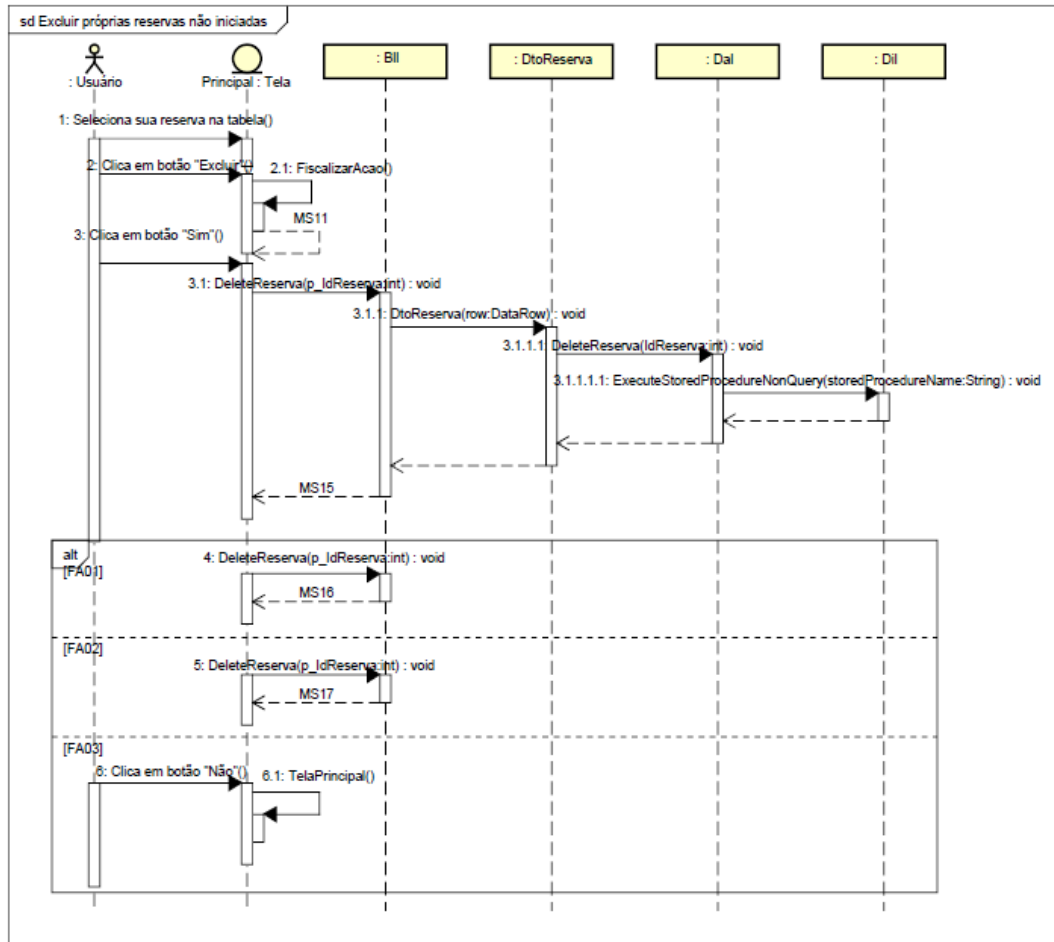 sd Excluir próprias reservas não iniciadas
: Usuário
Principal : Tela
: Bll
: DtoReserva
: Dal
: Dil
1: Seleciona sua reserva na tabela()
2: Clica em botão "Excluir"()
2.1: FiscalizarAcao()
MS11
3: Clica em botão "Sim"()
3.1: DeleteReserva(p_IdReserva:int) : void
3.1.1: DtoReserva(row:DataRow) : void
3.1.1.1: DeleteReserva(IdReserva:int) : void
3.1.1.1.1: ExecuteStoredProcedureNonQuery(storedProcedureName:String) : void
MS15
alt
[FA01]
4: DeleteReserva(p_IdReserva:int) : void
MS16
[FA02]
5: DeleteReserva(p_IdReserva:int) : void
MS17
[FA03]
6: Clica em botão "Não"()
6.1: TelaPrincipal()